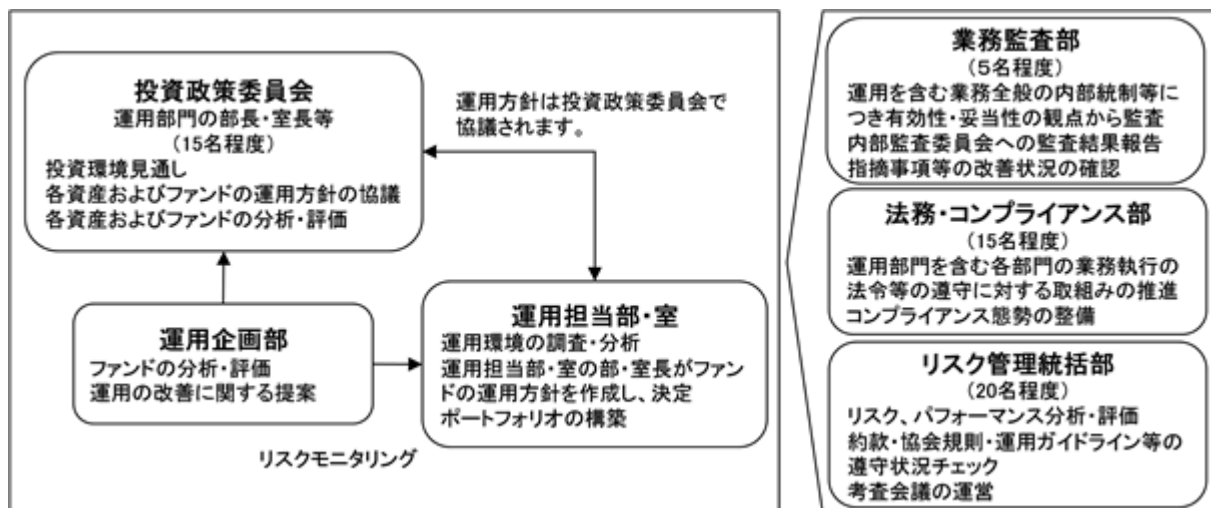 投資政策委員会
運用部門の部長・室長等
（15名程度）
投資環境見通し
各資産およびファンドの運用方針の協議
各資産およびファンドの分析・評価
運用方針は投資政策委員会で
協議されます。
運用企画部
ファンドの分析・評価
運用の改善に関する提案
運用担当部・室
運用環境の調査・分析
運用担当部・室の部・室長がファン
ドの運用方針を作成し、決定
ポートフォリオの構築
リスクモニタリング
業務監査部
（5名程度）
運用を含む業務全般の内部統制等に
つき有効性・妥当性の観点から監査
内部監査委員会への監査結果報告
指摘事項等の改善状況の確認
法務・コンプライアンス部
（15名程度）
運用部門を含む各部門の業務執行の
法令等の遵守に対する取組みの推進
コンプライアンス態勢の整備
リスク管理統括部
（20名程度）
リスク、パフォーマンス分析・評価
約款・協会規則・運用ガイドライン等の
遵守状況チェック
考査会議の運営